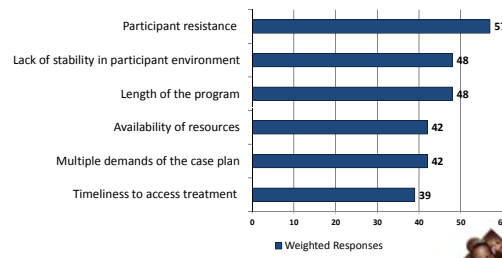 Participant resistance 57
Lack of stability in participant environment 48
Length of the program 48
Availability of resources 42
Multiple demands of the case plan 42
Timeliness to access treatment 39
0 10 20 30 40 50
Weighted Responses